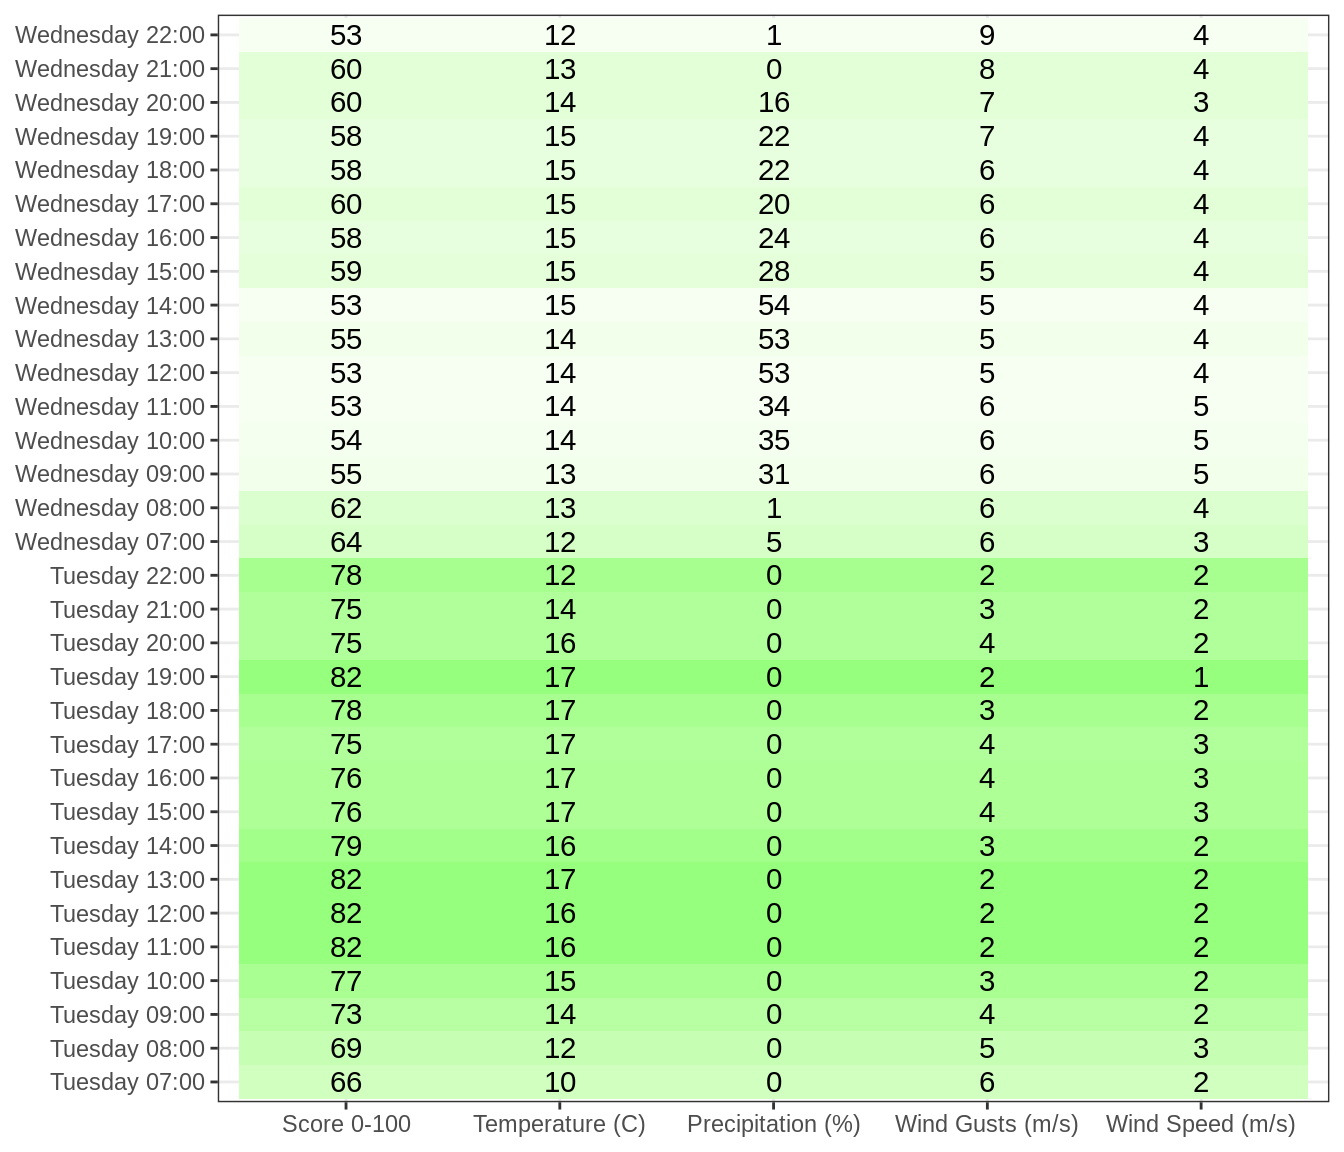 Wednesday 22:00 53 12 1 9 4
Wednesday 21:00 60 13 0 8 4
Wednesday 20:00 60 14 16 7 3
Wednesday 19:00 58 15 22 7 4
Wednesday 18:00 58 15 22 6 4
Wednesday 17:00 60 15 20 6 4
Wednesday 16:00 58 15 24 6 4
Wednesday 15:00 59 15 28 5 4
Wednesday 14:00 53 15 54 5 4
Wednesday 13:00 55 14 53 5 4
Wednesday 12:00 53 14 53 5 4
Wednesday 11:00 53 14 34 6 5
Wednesday 10:00 54 14 35 6 5
Wednesday 09:00 55 13 31 6 5
Wednesday 08:00 62 13 1 6 4
Wednesday 07:00 64 12 5 6 3
Tuesday 22:00 78 12 0 2 2
Tuesday 21:00 75 14 0 3 2
Tuesday 20:00 75 16 0 4 2
Tuesday 19:00 82 17 0 2 1
Tuesday 18:00 78 17 0 3 2
Tuesday 17:00 75 17 0 4 3
Tuesday 16:00 76 17 0 4 3
Tuesday 15:00 76 17 0 4 3
Tuesday 14:00 79 16 0 3 2
Tuesday 13:00 82 17 0 2 2
Tuesday 12:00 82 16 0 2 2
Tuesday 11:00 82 16 0 2 2
Tuesday 10:00 77 15 0 3 2
Tuesday 09:00 73 14 0 4 2
Tuesday 08:00 69 12 0 5 3
Tuesday 07:00 66 10 0 6 2
Score 0-100 Temperature (C) Precipitation (%) Wind Gusts (m/s) Wind Speed (m/s)